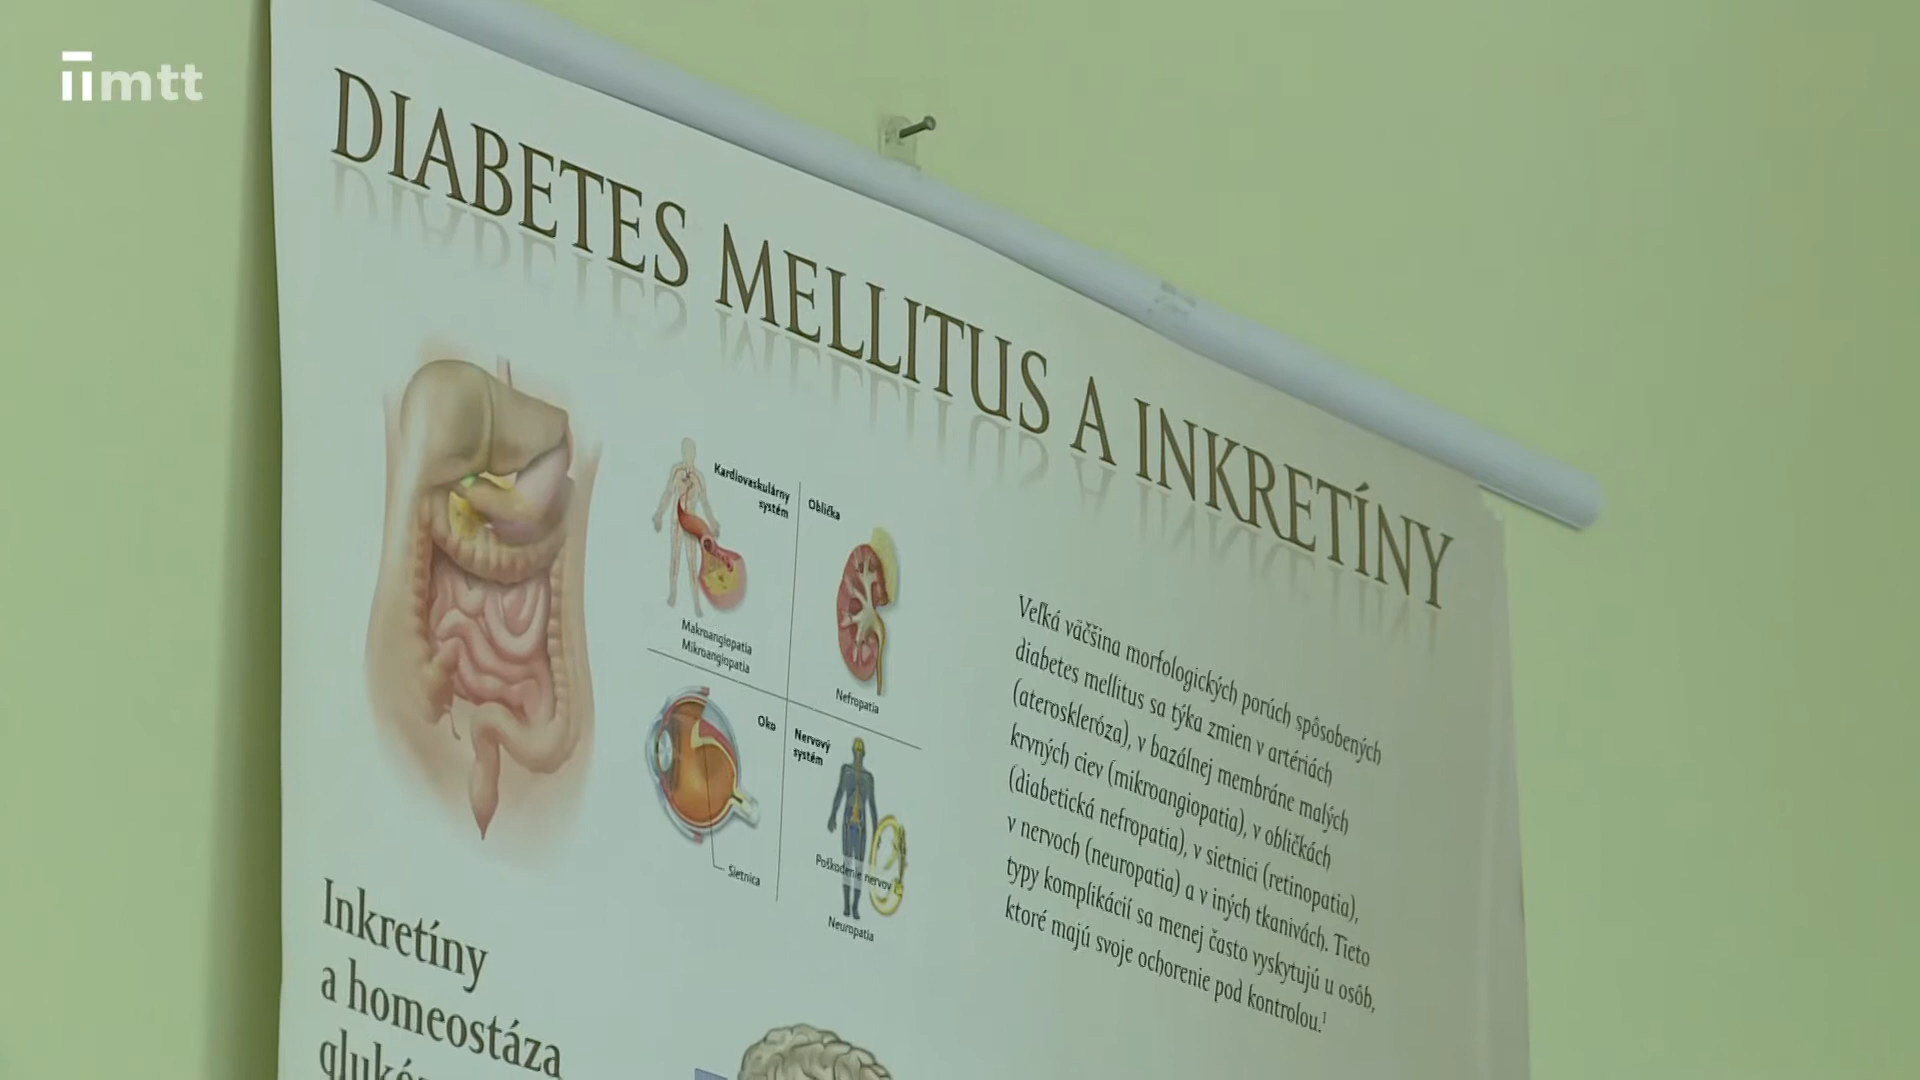 mtt
DIABETES MELLITUS A INKRETÍNY
Kardiovaskulárny
systém
Makroangiopatia
Mikroangiopatia
Oblička
Nefropatia
Oko
Sietnica
Nervový
systém
Poškodenie nervov
Neuropatia
Veľká väčšina morfologických porúch spôsobených
diabetes mellitus sa týka zmien v artériách
(ateroskleróza), v bazálnej membráne malých
krvných ciev (mikroangiopatia), v obličkách
(diabetická nefropatia), v sietnici (retinopatia),
v nervoch (neuropatia) a v iných tkanivách. Tieto
typy komplikácií sa menej často vyskytujú u osôb,
ktoré majú svoje ochorenie pod kontrolou.¹
Inkretíny
a homeostáza